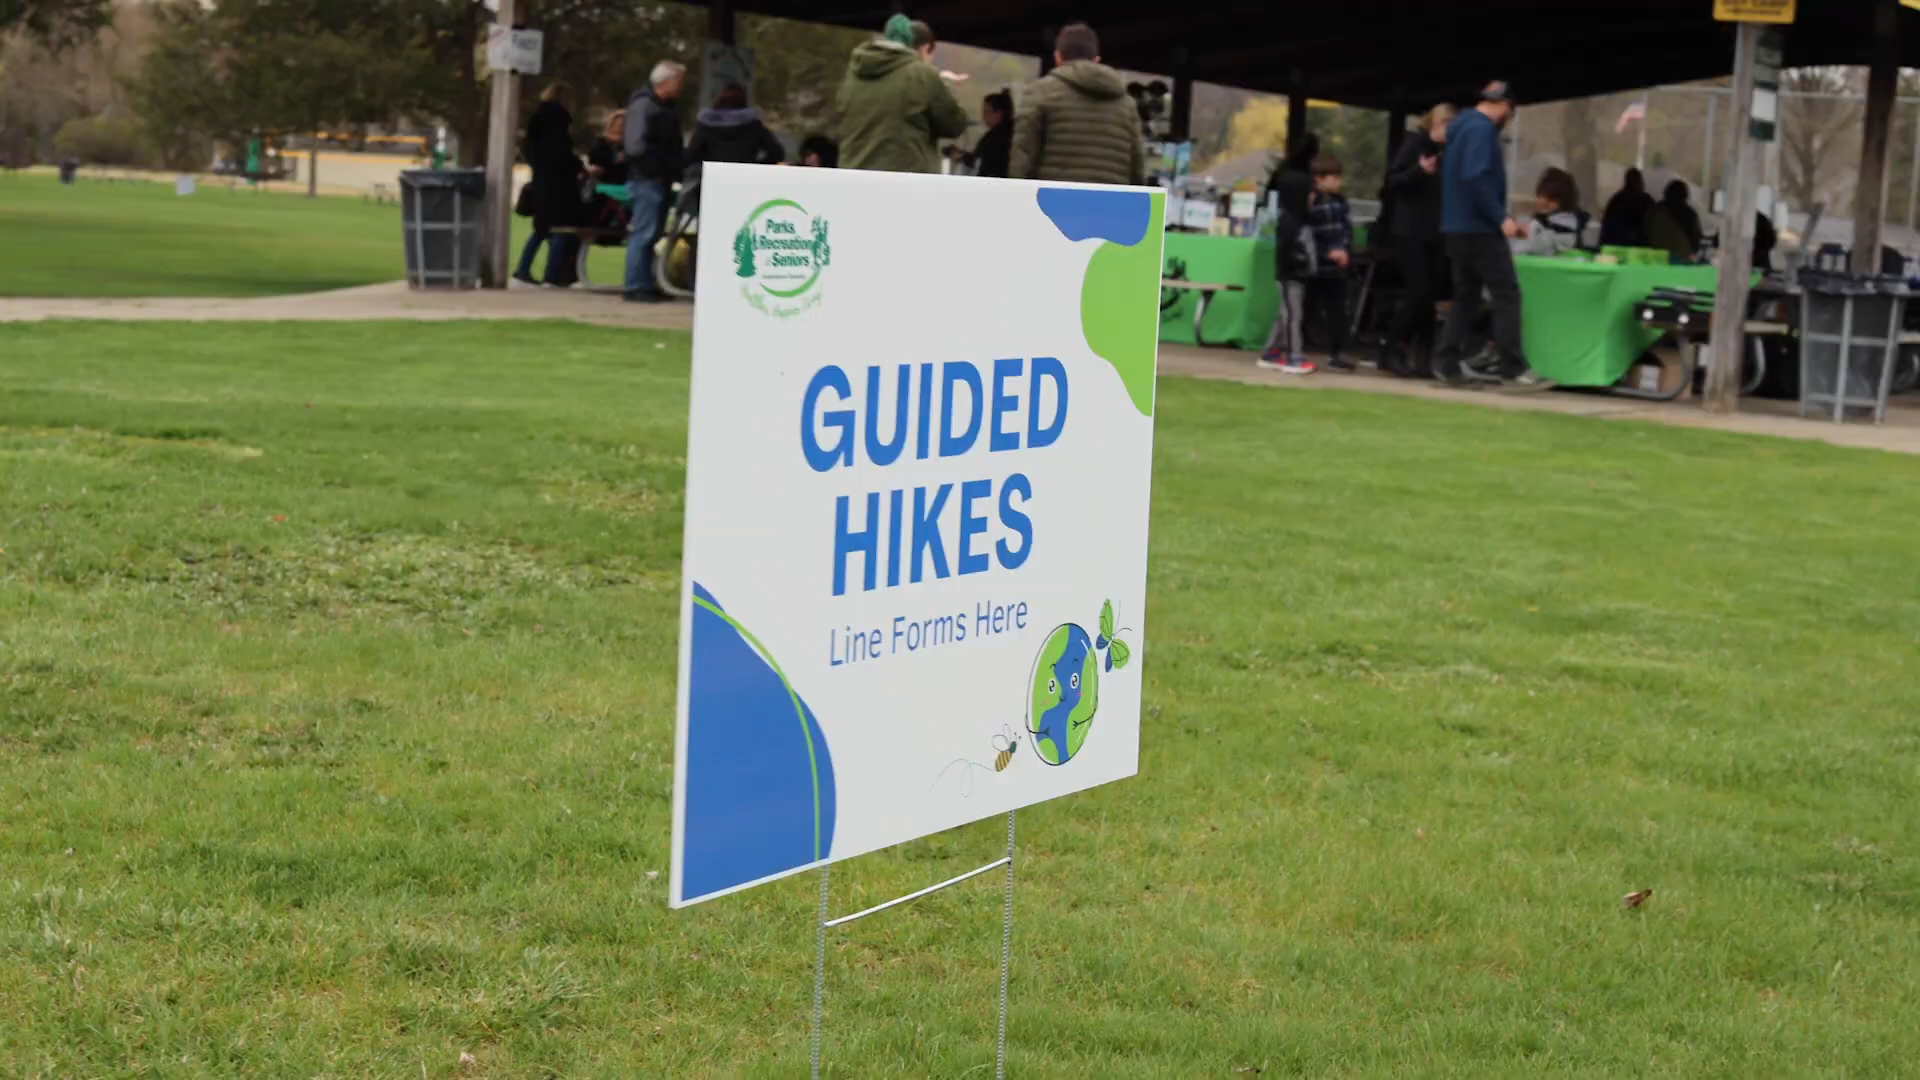 Parks,
Recreation
& Seniors
GUIDED
HIKES
Line Forms Here